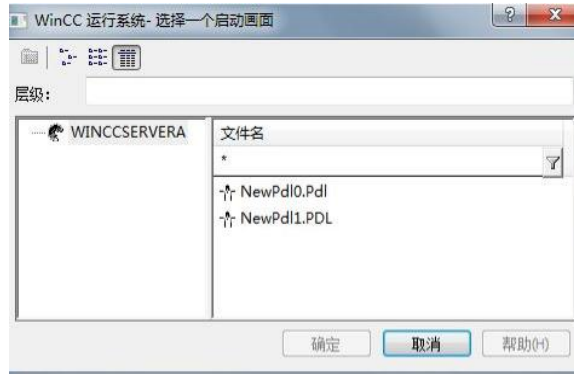 WinCC 运行系统- 选择一个启动画面
层级:
WINCCSERVERA
文件名
*
NewPdl0.Pdl
NewPdl1.PDL
确定
取消
帮助(H)